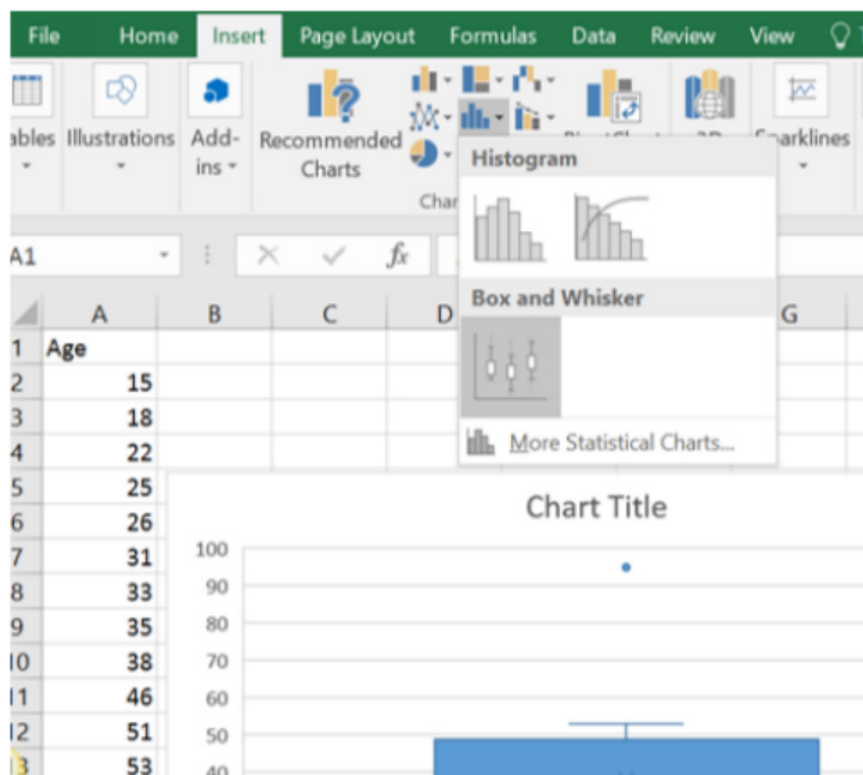 File Home Insert Page Layout Formulas Data Review View
ables Illustrations Add-ins Recommended Charts Sparklines
Char
Histogram
Box and Whisker
More Statistical Charts...
A1 fx
A B C D G
1 Age
2 15
3 18
4 22
5 25
6 26
7 31
8 33
9 35
10 38
11 46
12 51
13 53
Chart Title
100
90
80
70
60
50
40